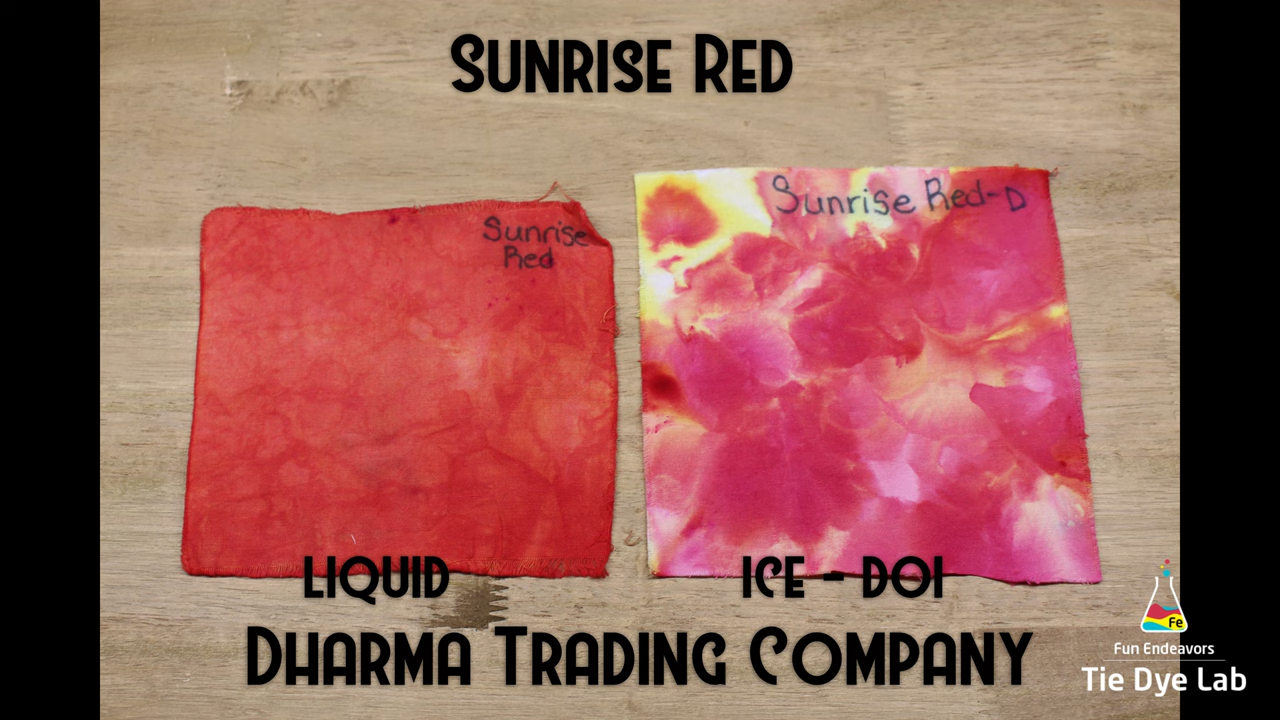 Sunrise Red
Sunrise Red-D
Sunrise
Red
LIQUID
ICE - DOI
Dharma Trading Company
Fe
Fun Endeavors
Tie Dye Lab